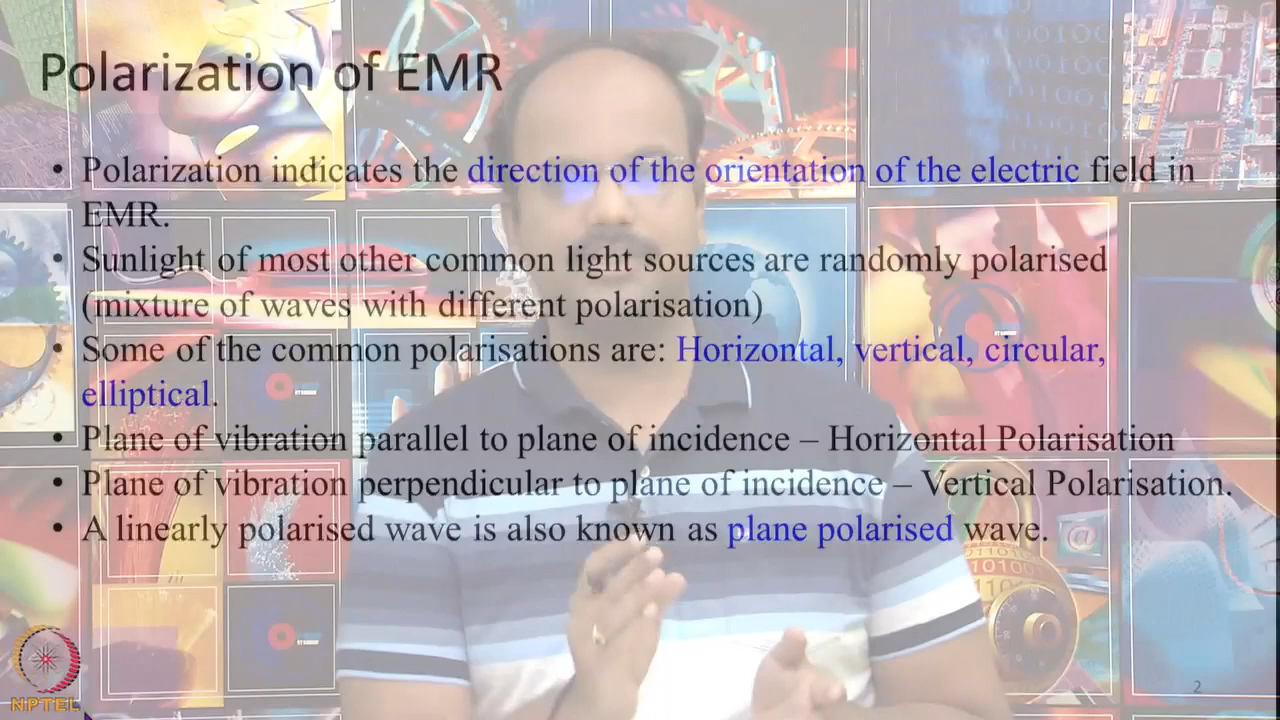 Polarization of EMR
• Polarization indicates the direction of the orientation of the electric field in
EMR.
• Sunlight of most other common light sources are randomly polarised
(mixture of waves with different polarisation)
• Some of the common polarisations are: Horizontal, vertical, circular,
elliptical.
• Plane of vibration parallel to plane of incidence – Horizontal Polarisation
• Plane of vibration perpendicular to plane of incidence – Vertical Polarisation.
• A linearly polarised wave is also known as plane polarised wave.
NPTEL
2